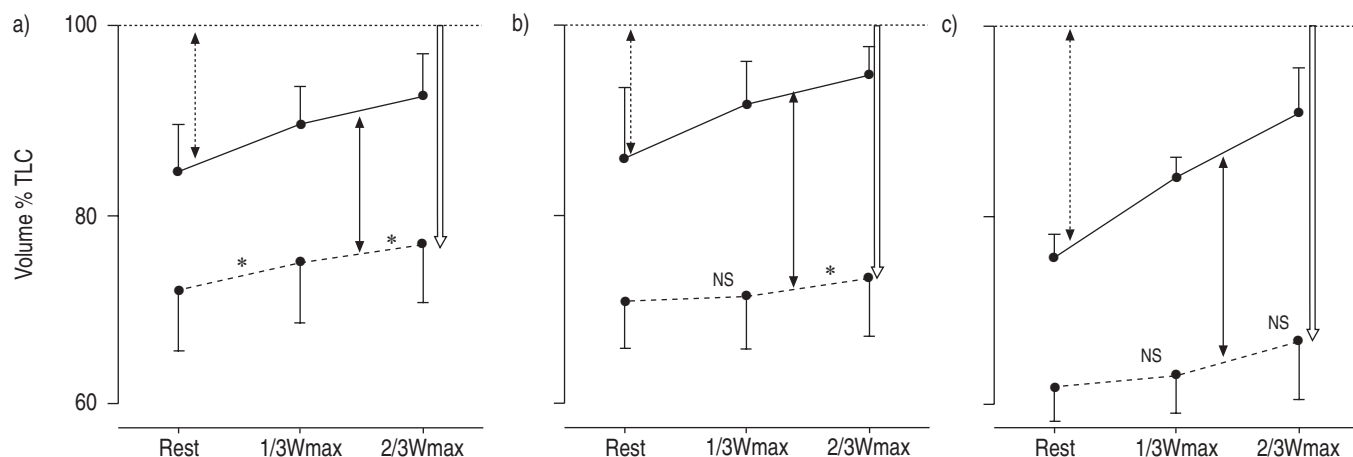 a)
b)
c)
Volume % TLC
100
80
60
*
*
NS
*
NS
NS
Rest 1/3Wmax 2/3Wmax
Rest 1/3Wmax 2/3Wmax
Rest 1/3Wmax 2/3Wmax